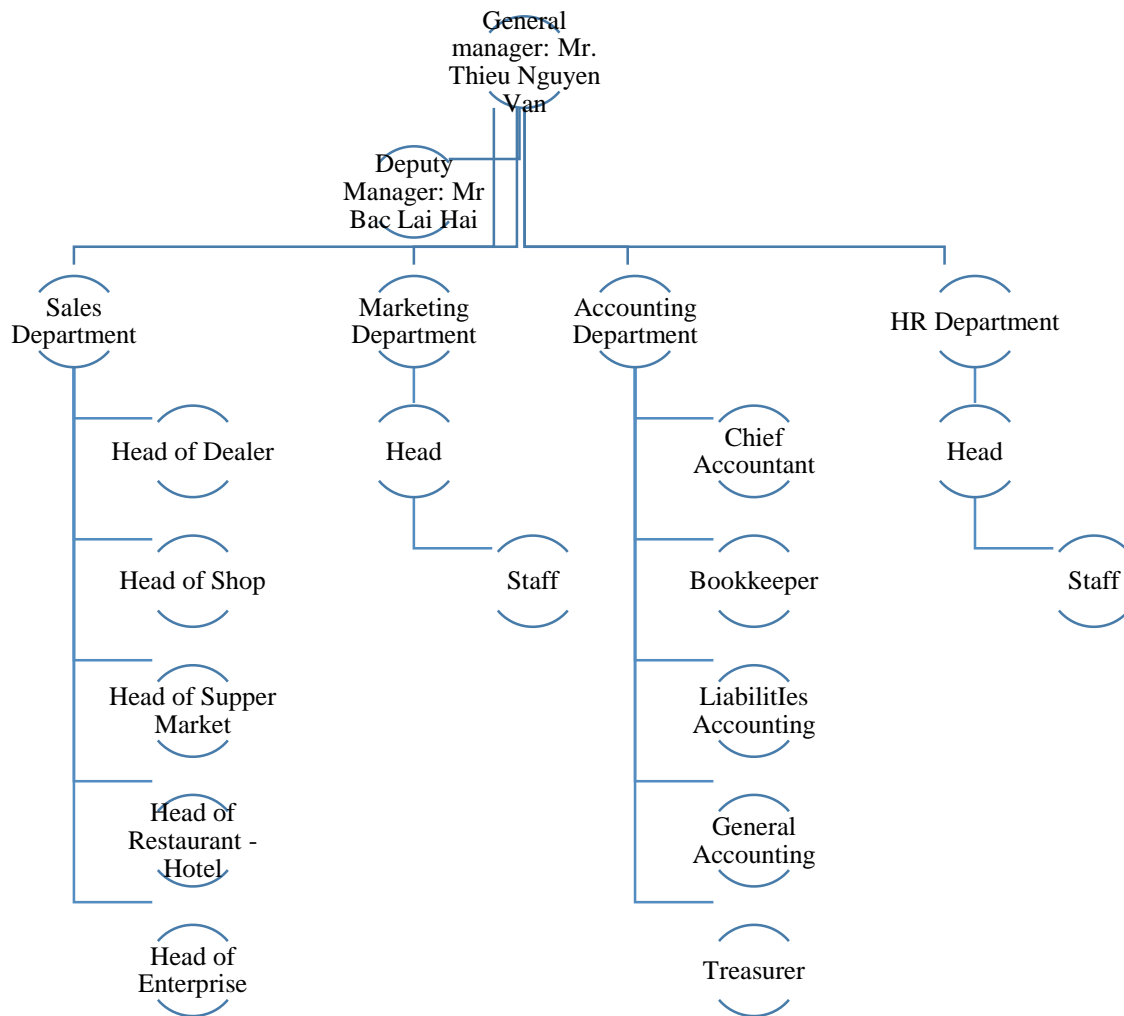 General
manager: Mr.
Thieu Nguyen
Van
Deputy
Manager: Mr
Bac Lai Hai
Sales
Department
Marketing
Department
Accounting
Department
HR Department
Head of Dealer
Head
Chief
Accountant
Head
Head of Shop
Staff
Bookkeeper
Staff
Head of Supper
Market
LiabilitIes
Accounting
Head of
Restaurant -
Hotel
General
Accounting
Head of
Enterprise
Treasurer